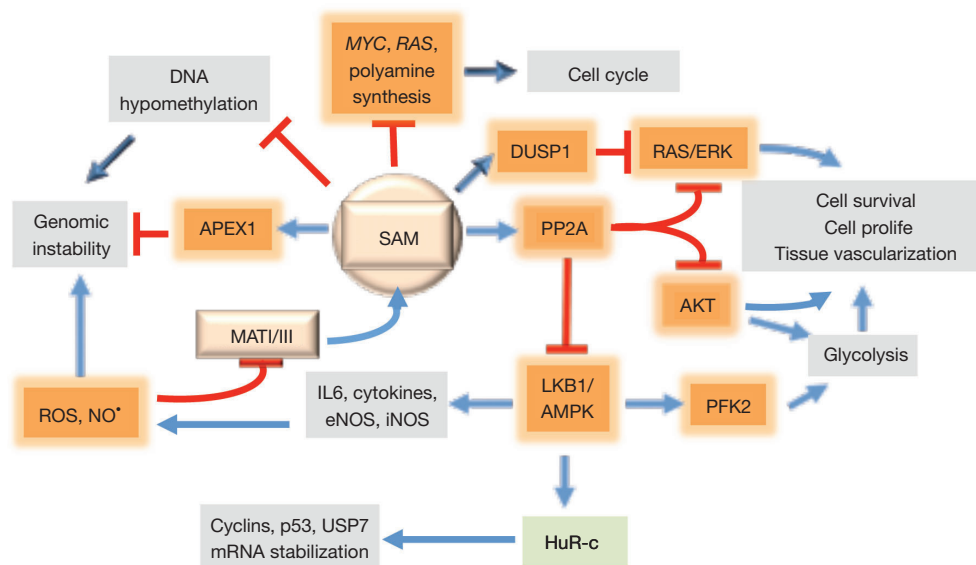 MYC, RAS,
polyamine
synthesis
Cell cycle
DNA
hypomethylation
DUSP1
RAS/ERK
Genomic
instability
APEX1
SAM
PP2A
Cell survival
Cell prolife
Tissue vascularization
AKT
MATI/III
Glycolysis
ROS, NO•
IL6, cytokines,
eNOS, iNOS
LKB1/
AMPK
PFK2
Cyclins, p53, USP7
mRNA stabilization
HuR-c